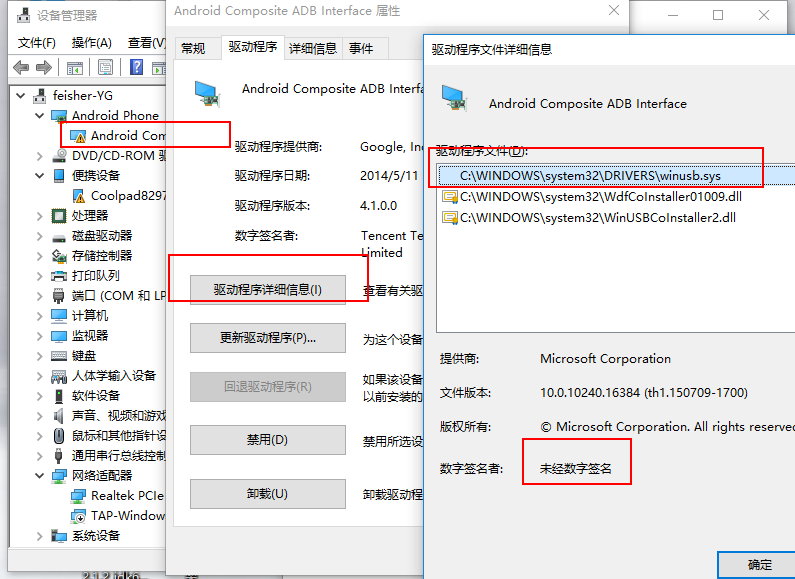 设备管理器
文件(F) 操作(A) 查看(V)
feisher-YG
Android Phone
Android Com
DVD/CD-ROM 驱
便携设备
Coolpad8297
处理器
磁盘驱动器
存储控制器
打印队列
端口 (COM 和 LP
计算机
监视器
键盘
人体学输入设备
软件设备
声音、视频和游戏
鼠标和其他指针设
通用串行总线控制
网络适配器
Realtek PCIe
TAP-Window
系统设备
Android Composite ADB Interface 属性
常规 驱动程序 详细信息 事件
Android Composite ADB Interfa
驱动程序提供商: Google, Inc
驱动程序日期: 2014/5/11
驱动程序版本: 4.1.0.0
数字签名者: Tencent Te
Limited
驱动程序详细信息(I) 查看有关驱
更新驱动程序(P)... 为这个设备
回退驱动程序(R) 如果该设备
以前安装的
禁用(D) 禁用所选设
卸载(U) 卸载驱动程
驱动程序文件详细信息
Android Composite ADB Interface
驱动程序文件(D):
C:\WINDOWS\system32\DRIVERS\winusb.sys
C:\WINDOWS\system32\WdfCoInstaller01009.dll
C:\WINDOWS\system32\WinUSBCoInstaller2.dll
提供商: Microsoft Corporation
文件版本: 10.0.10240.16384 (th1.150709-1700)
版权所有: © Microsoft Corporation. All rights reserved
数字签名者: 未经数字签名
确定